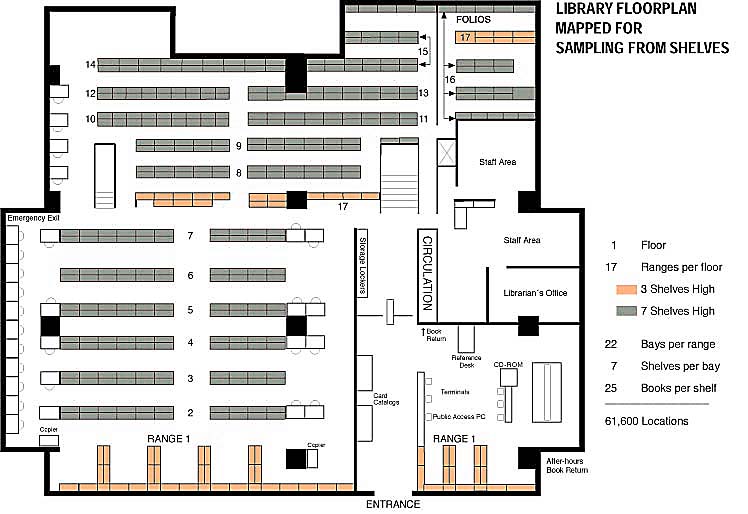 LIBRARY FLOORPLAN
MAPPED FOR
SAMPLING FROM SHELVES
FOLIOS
17
15
14
16
12
13
10
11
9
8
Staff Area
17
Emergency Exit
7
Storage Lockers
CIRCULATION
Staff Area
6
Librarian´s Office
5
4
Book
Return
Reference
Desk
CD-ROM
3
Card
Catalogs
Terminals
2
Public Access PC
Copier
RANGE 1
Copier
RANGE 1
After-hours
Book Return
ENTRANCE
1 Floor
17 Ranges per floor
3 Shelves High
7 Shelves High
22 Bays per range
7 Shelves per bay
25 Books per shelf
61,600 Locations